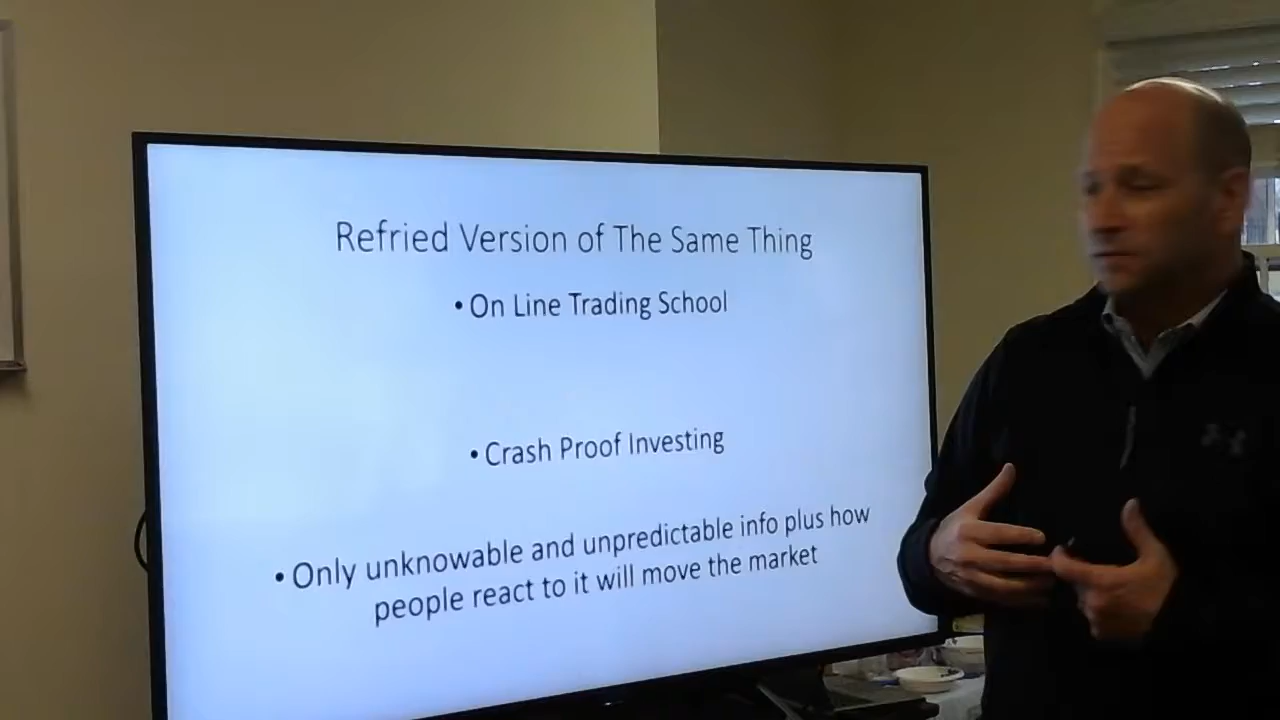 Refried Version of The Same Thing
• On Line Trading School
• Crash Proof Investing
• Only unknowable and unpredictable info plus how
people react to it will move the market